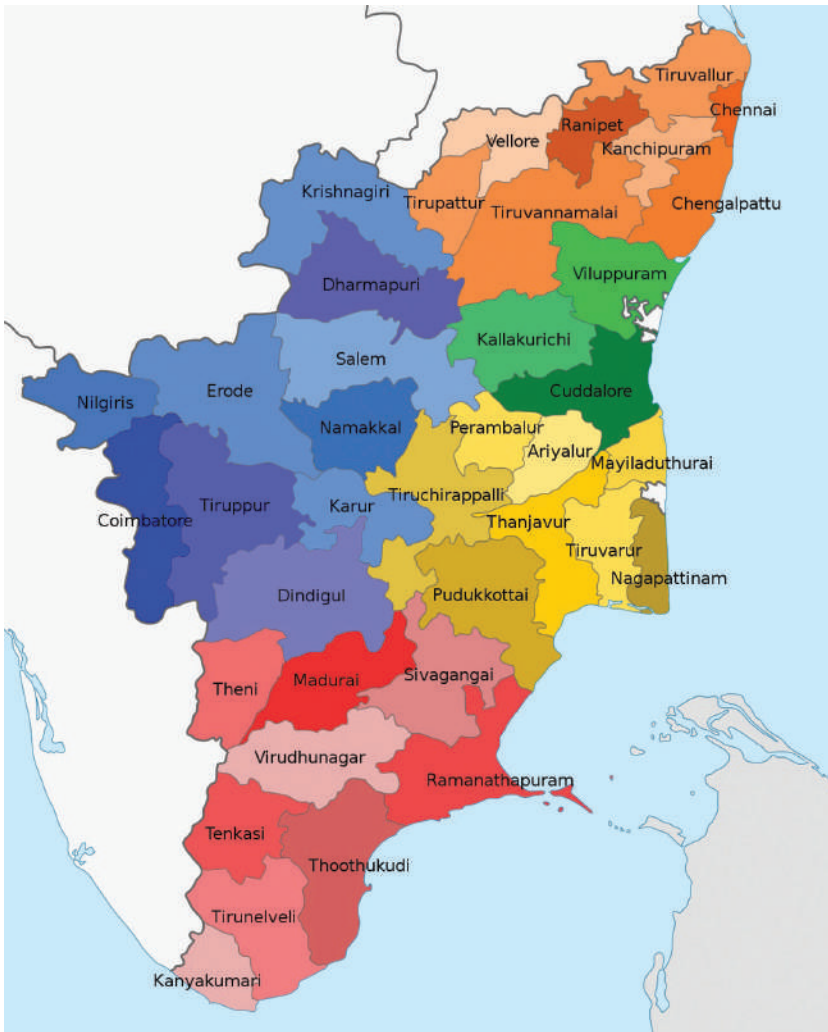 Tiruvallur
Chennai
Ranipet
Vellore
Kanchipuram
Krishnagiri
Tirupattur
Chengalpattu
Tiruvannamalai
Viluppuram
Dharmapuri
Kallakurichi
Salem
Erode
Cuddalore
Nilgiris
Namakkal
Perambalur
Ariyalur
Mayiladuthurai
Tiruchirappalli
Tiruppur
Karur
Coimbatore
Thanjavur
Tiruvarur
Nagapattinam
Dindigul
Pudukkottai
Sivagangai
Madurai
Theni
Virudhunagar
Ramanathapuram
Tenkasi
Thoothukudi
Tirunelveli
Kanyakumari